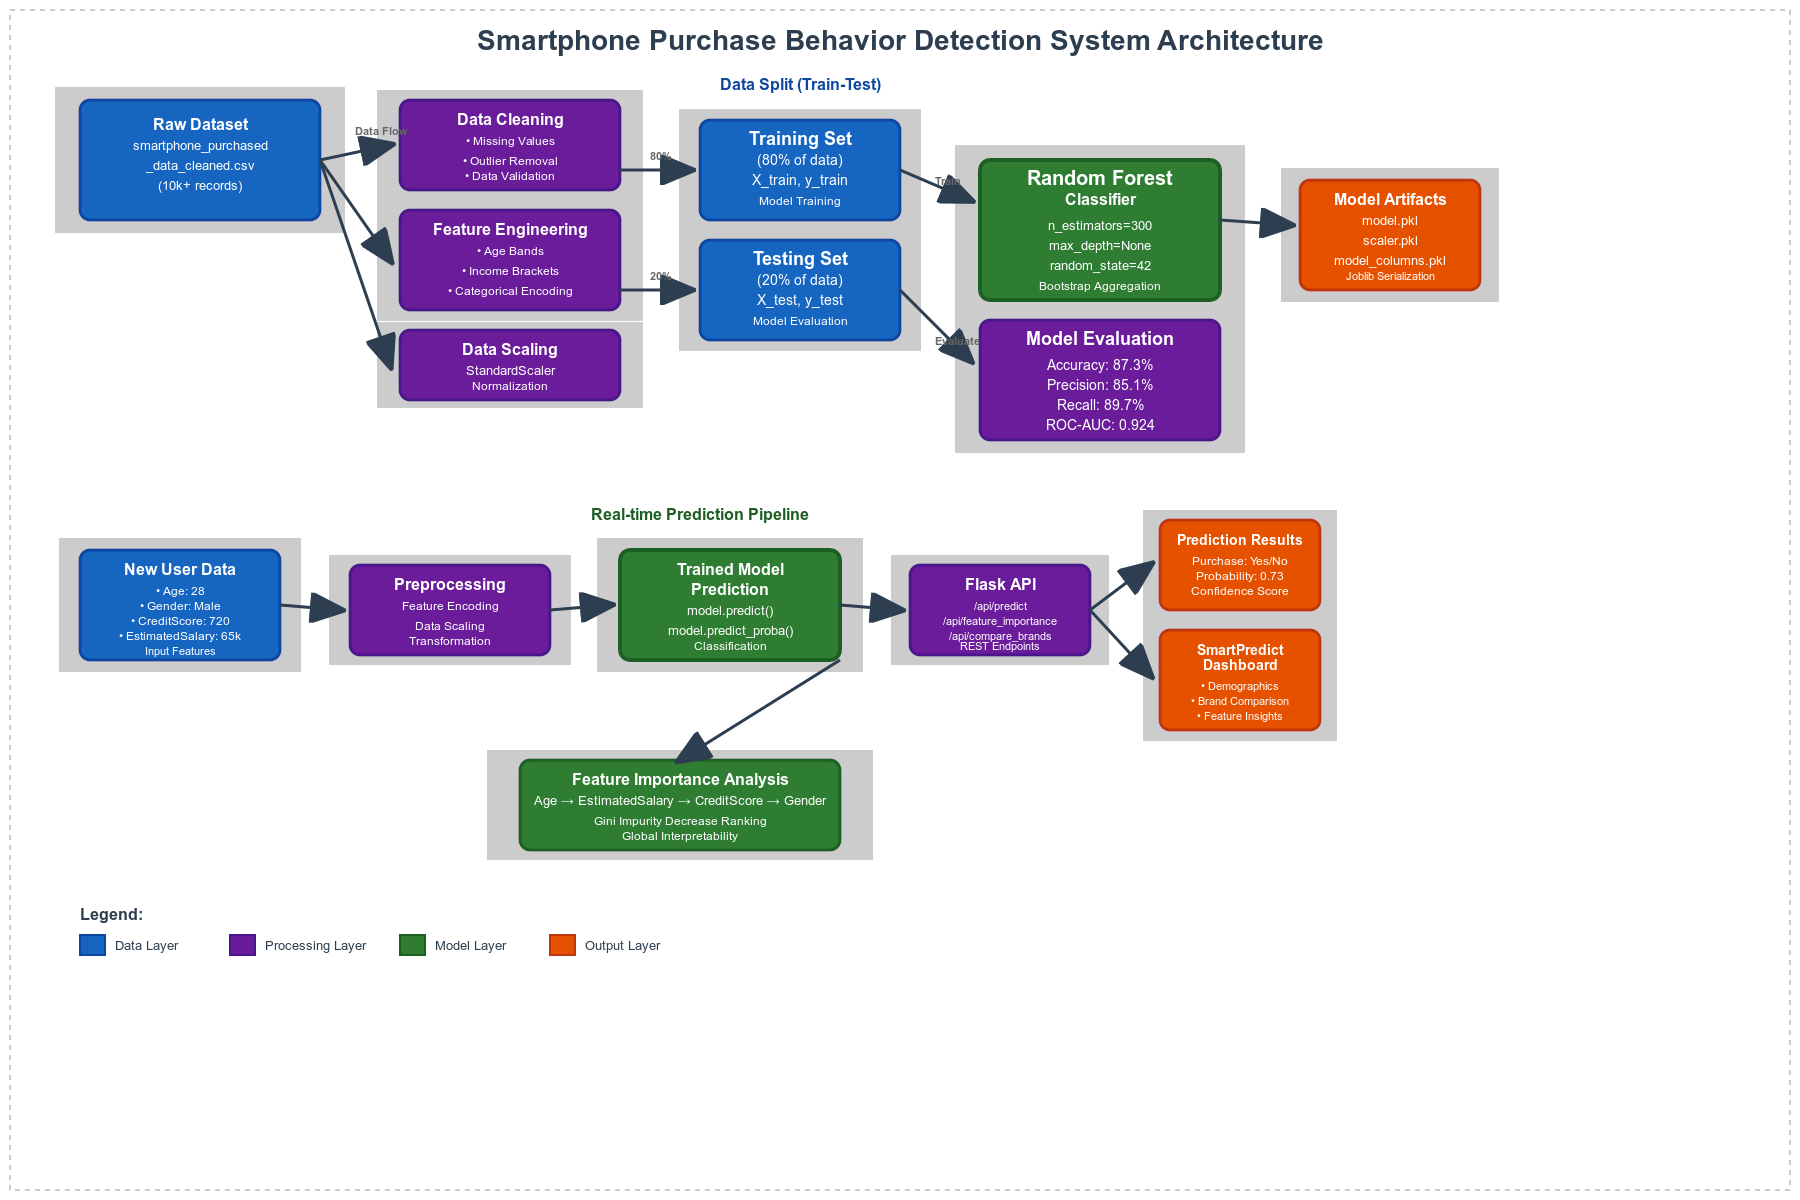 Smartphone Purchase Behavior Detection System Architecture
Data Split (Train-Test)
Raw Dataset
smartphone_purchased
_data_cleaned.csv
(10k+ records)
Data Flow
Data Cleaning
• Missing Values
• Outlier Removal
• Data Validation
Feature Engineering
• Age Bands
• Income Brackets
• Categorical Encoding
Data Scaling
StandardScaler
Normalization
80%
20%
Training Set
(80% of data)
X_train, y_train
Model Training
Testing Set
(20% of data)
X_test, y_test
Model Evaluation
Train
Evaluate
Random Forest
Classifier
n_estimators=300
max_depth=None
random_state=42
Bootstrap Aggregation
Model Evaluation
Accuracy: 87.3%
Precision: 85.1%
Recall: 89.7%
ROC-AUC: 0.924
Model Artifacts
model.pkl
scaler.pkl
model_columns.pkl
Joblib Serialization
Real-time Prediction Pipeline
New User Data
• Age: 28
• Gender: Male
• CreditScore: 720
• EstimatedSalary: 65k
Input Features
Preprocessing
Feature Encoding
Data Scaling
Transformation
Trained Model
Prediction
model.predict()
model.predict_proba()
Classification
Flask API
/api/predict
/api/feature_importance
/api/compare_brands
REST Endpoints
Prediction Results
Purchase: Yes/No
Probability: 0.73
Confidence Score
SmartPredict
Dashboard
• Demographics
• Brand Comparison
• Feature Insights
Feature Importance Analysis
Age → EstimatedSalary → CreditScore → Gender
Gini Impurity Decrease Ranking
Global Interpretability
Legend:
Data Layer
Processing Layer
Model Layer
Output Layer